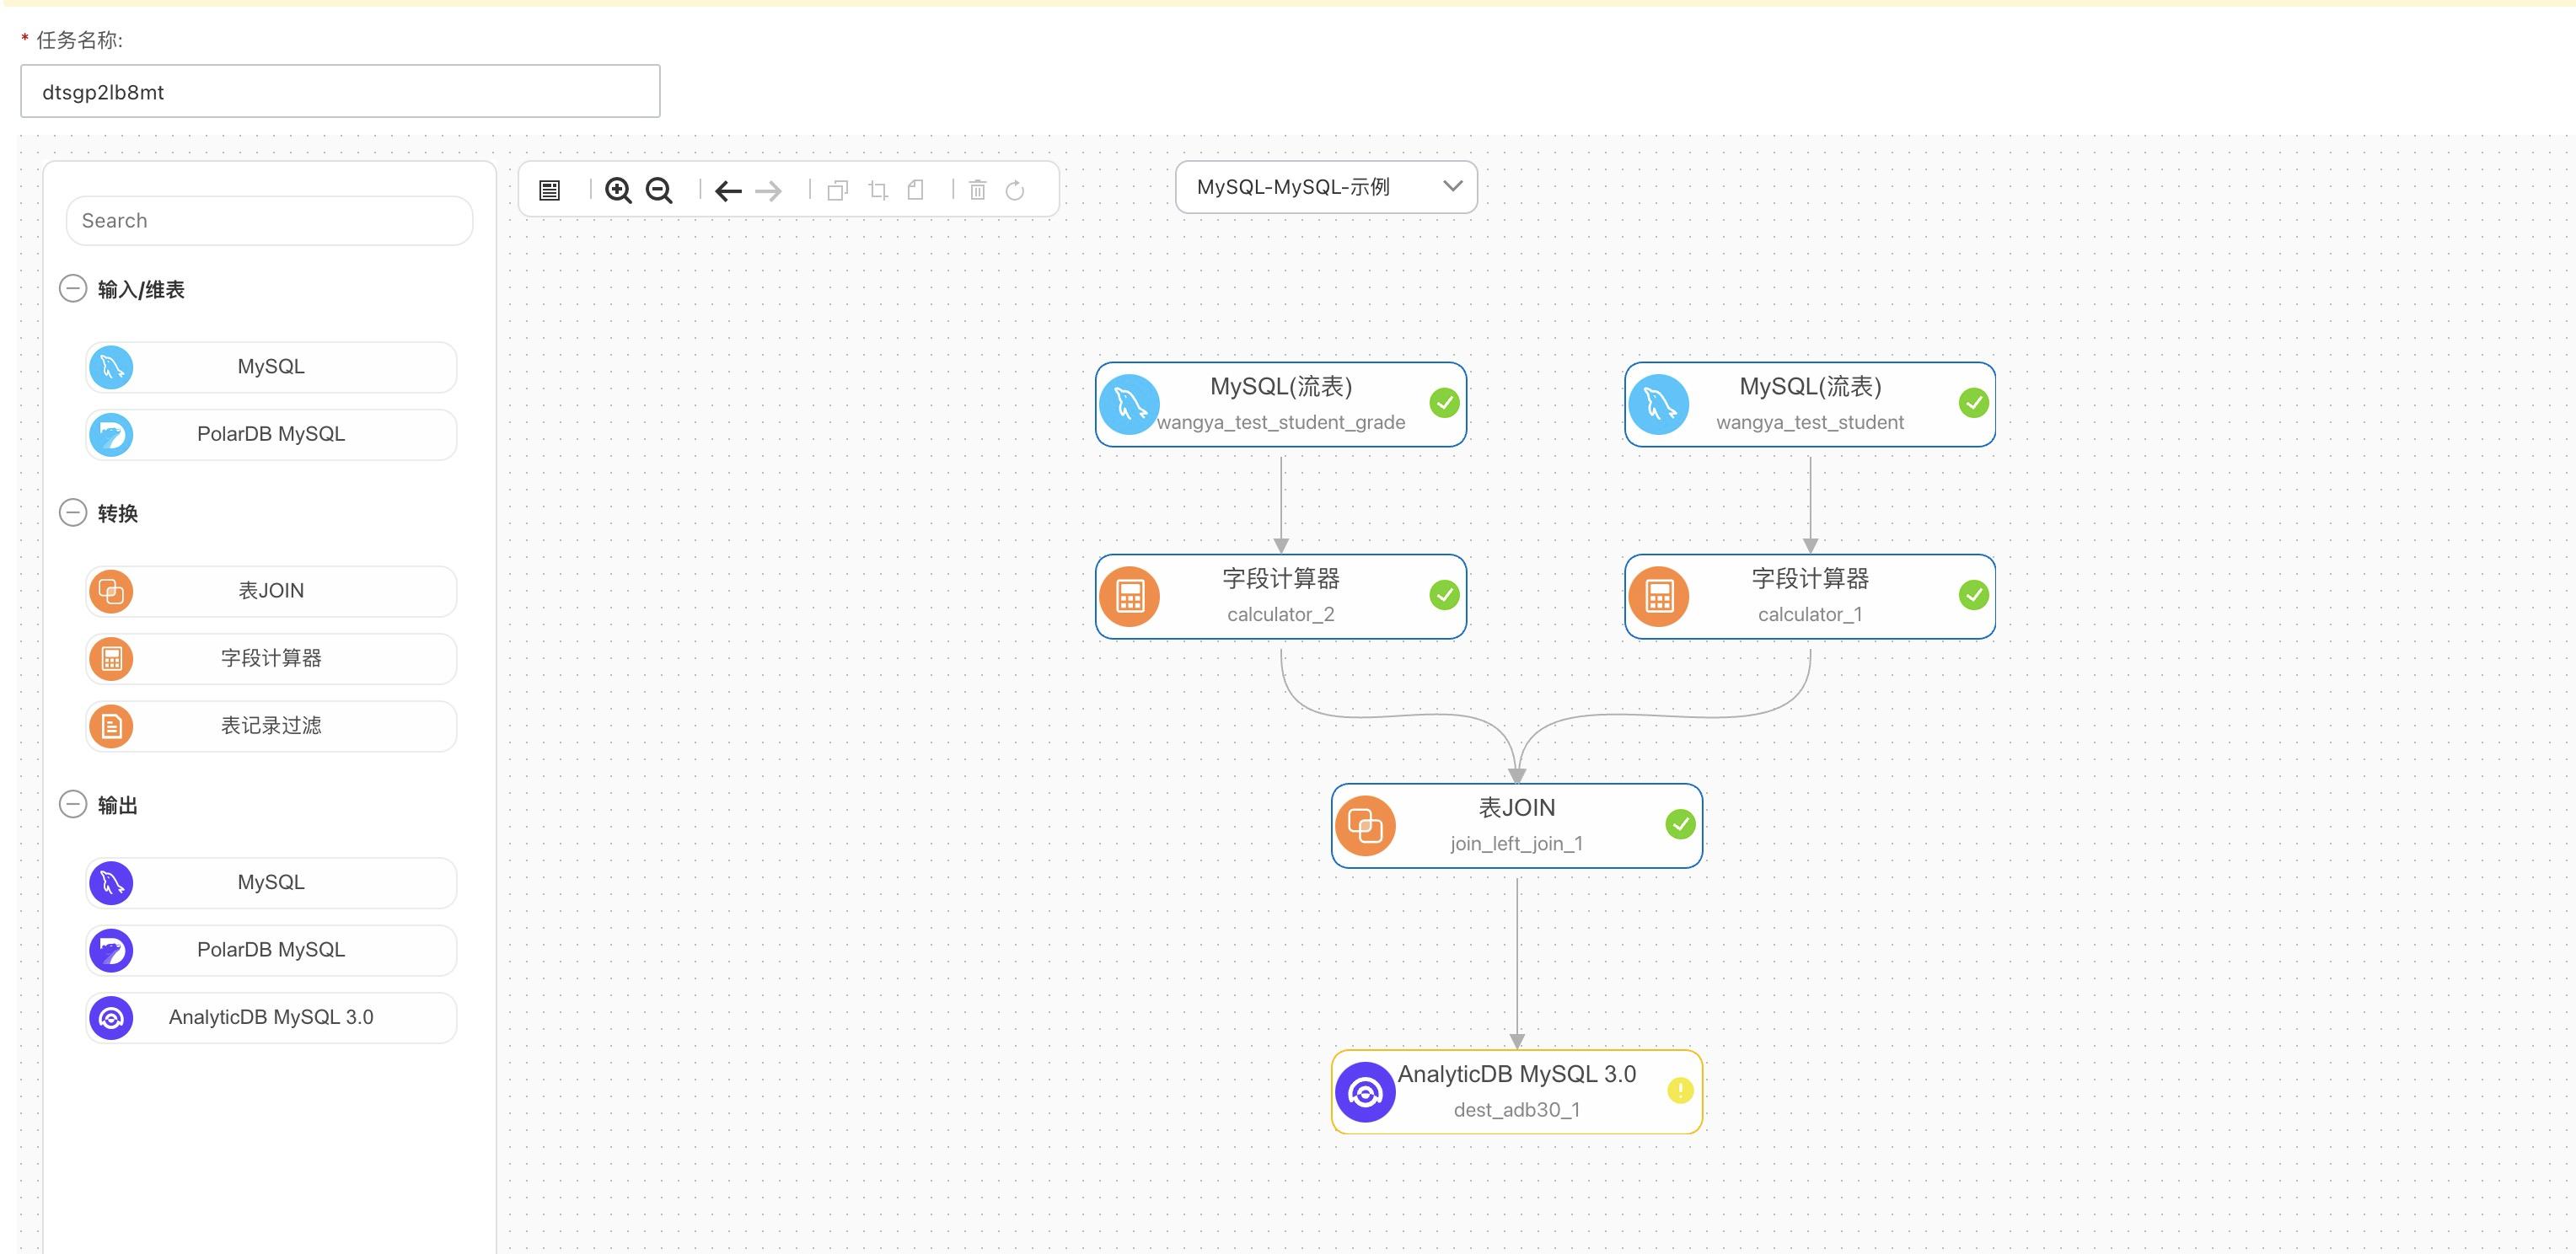 * 任务名称:
dtsgp2lb8mt
Search
输入/维表
MySQL
PolarDB MySQL
转换
表JOIN
字段计算器
表记录过滤
输出
MySQL
PolarDB MySQL
AnalyticDB MySQL 3.0
MySQL-MySQL-示例
MySQL(流表)
wangya_test_student_grade
MySQL(流表)
wangya_test_student
字段计算器
calculator_2
字段计算器
calculator_1
表JOIN
join_left_join_1
AnalyticDB MySQL 3.0
dest_adb30_1